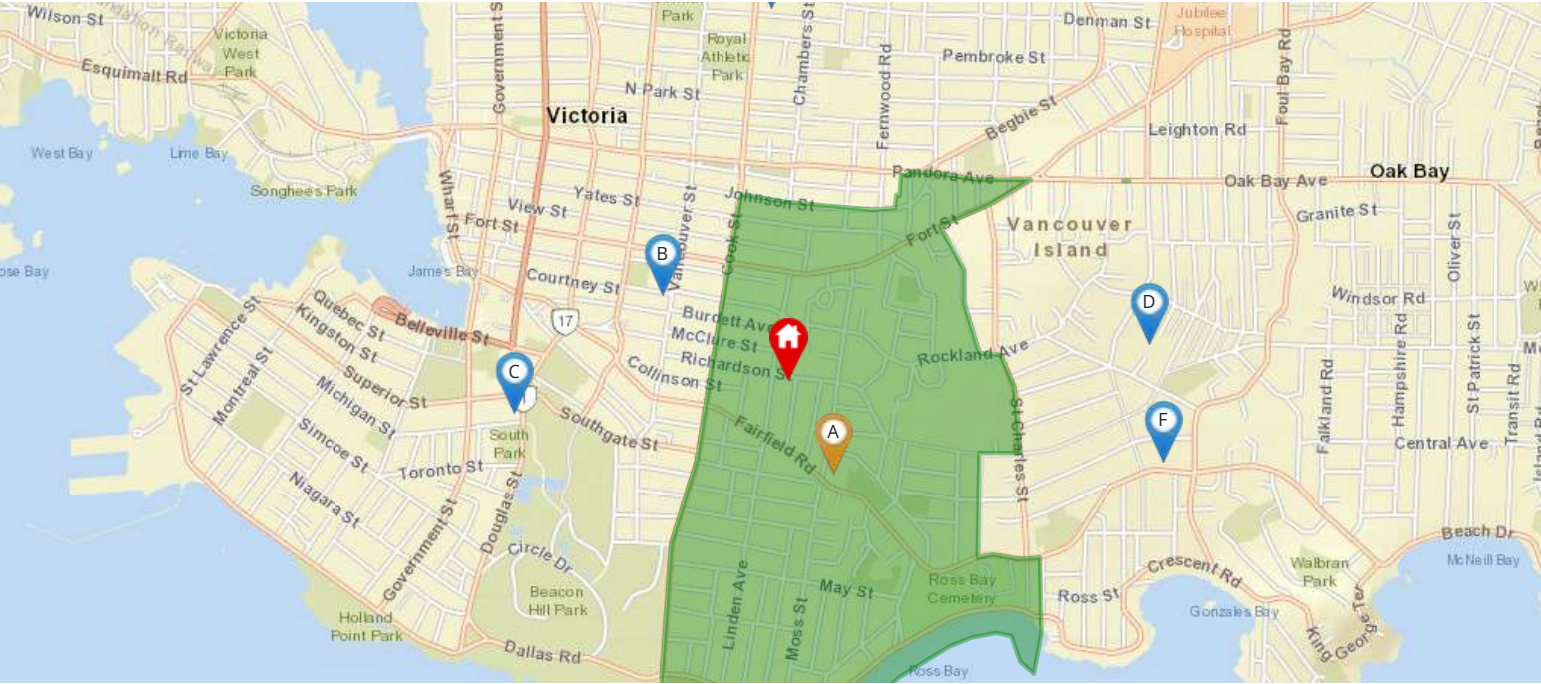 Wilson St
Foundation Railway
Victoria
West
Park
Esquimalt Rd
Government St
Park
Royal
Athletic
Park
Chambers St
N Park St
Victoria
Fernwood Rd
Denman St
Jubilee
Hospital
Pembroke St
Foul Bay Rd
Begbie St
Leighton Rd
West Bay
Lime Bay
Songhees Park
Wharf St
Yates St
View St
Fort St
Vancouver St
Johnson St
Cook St
Pandora Ave
Fort St
Oak Bay Ave
Oak Bay
Vancouver
Island
Granite St
Oliver St
James Bay
Courtney St
B
D
Windsor Rd
Quebec St
Kingston St
Belleville St
17
Burdett Ave
McClure St
Richardson St
Collinson St
Rockland Ave
St Lawrence St
Montreal St
Superior St
Michigan St
Simcoe St
C
1
Southgate St
South
Park
Toronto St
Niagara St
Government St
Douglas St
Circle Dr
Beacon
Hill Park
Holland
Point Park
Dallas Rd
Fairfield Rd
A
St Charles St
F
Falkland Rd
Hampshire Rd
St Patrick St
Transit Rd
Central Ave
Island Rd
Beach Dr
McNeill Bay
Linden Ave
Moss St
May St
Ross Bay
Cemetery
Ross St
Crescent Rd
Walbran
Park
Gonzales Bay
King
George Ter
Ross Bay